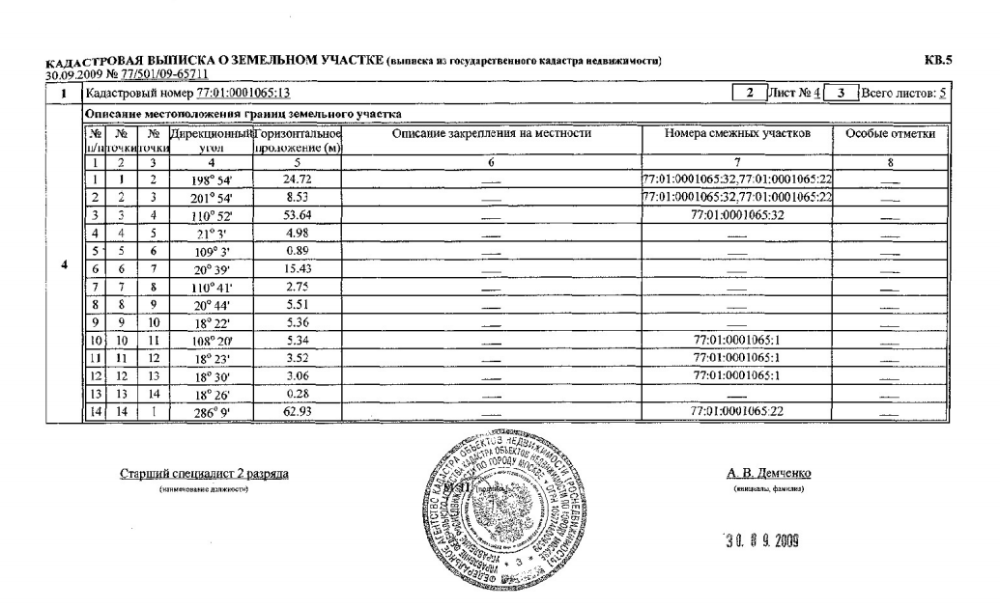 КАДАСТРОВАЯ ВЫПИСКА О ЗЕМЕЛЬНОМ УЧАСТКЕ (выписка из государственного кадастра недвижимости) КВ.5
30.09.2009 № 77/501/09-65711
1 Кадастровый номер 77:01:0001065:13 2 Лист № 4 3 Всего листов: 5
4
Описание местоположения границ земельного участка
№ п/п № точки № точки Дирекционный угол Горизонтальное проложение (м) Описание закрепления на местности Номера смежных участков Особые отметки
1 2 3 4 5 6 7 8
1 1 2 198° 54' 24.72 — 77:01:0001065:32,77:01:0001065:22 —
2 2 3 201° 54' 8.53 — 77:01:0001065:32,77:01:0001065:22 —
3 3 4 110° 52' 53.64 — 77:01:0001065:32 —
4 4 5 21° 3' 4.98 — — —
5 5 6 109° 3' 0.89 — — —
6 6 7 20° 39' 15.43 — — —
7 7 8 110° 41' 2.75 — — —
8 8 9 20° 44' 5.51 — — —
9 9 10 18° 22' 5.36 — — —
10 10 11 108° 20' 5.34 — 77:01:0001065:1 —
11 11 12 18° 23' 3.52 — 77:01:0001065:1 —
12 12 13 18° 30' 3.06 — 77:01:0001065:1 —
13 13 14 18° 26' 0.28 — — —
14 14 1 286° 9' 62.93 — 77:01:0001065:22 —
Старший специалист 2 разряда А. В. Демченко
(наименование должности) М.П. (подпись) (инициалы, фамилия)
ФЕДЕРАЛЬНОЕ АГЕНТСТВО КАДАСТРА ОБЪЕКТОВ НЕДВИЖИМОСТИ (РОСНЕДВИЖИМОСТЬ)
30. 09. 2009